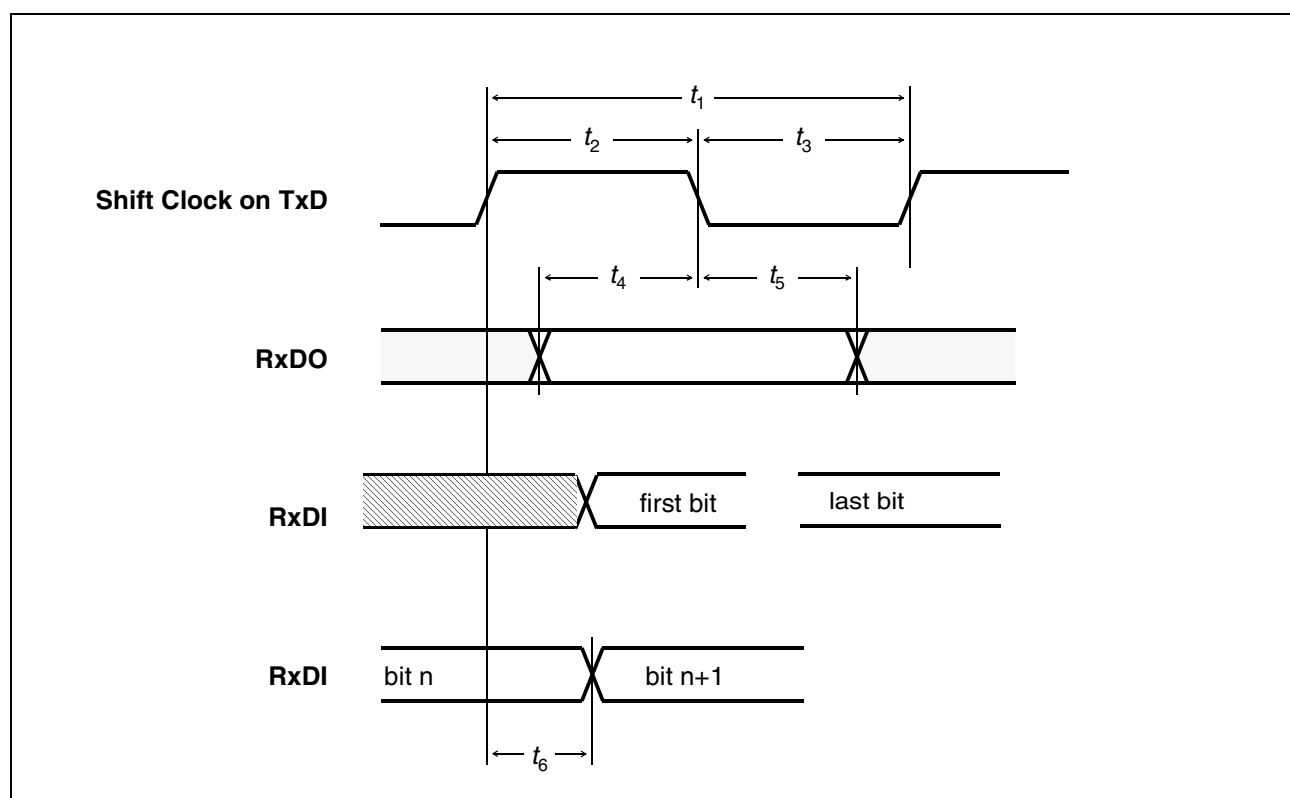 t1
t2
t3
Shift Clock on TxD
t4
t5
RxDO
RxDI
first bit
last bit
RxDI
bit n
bit n+1
t6